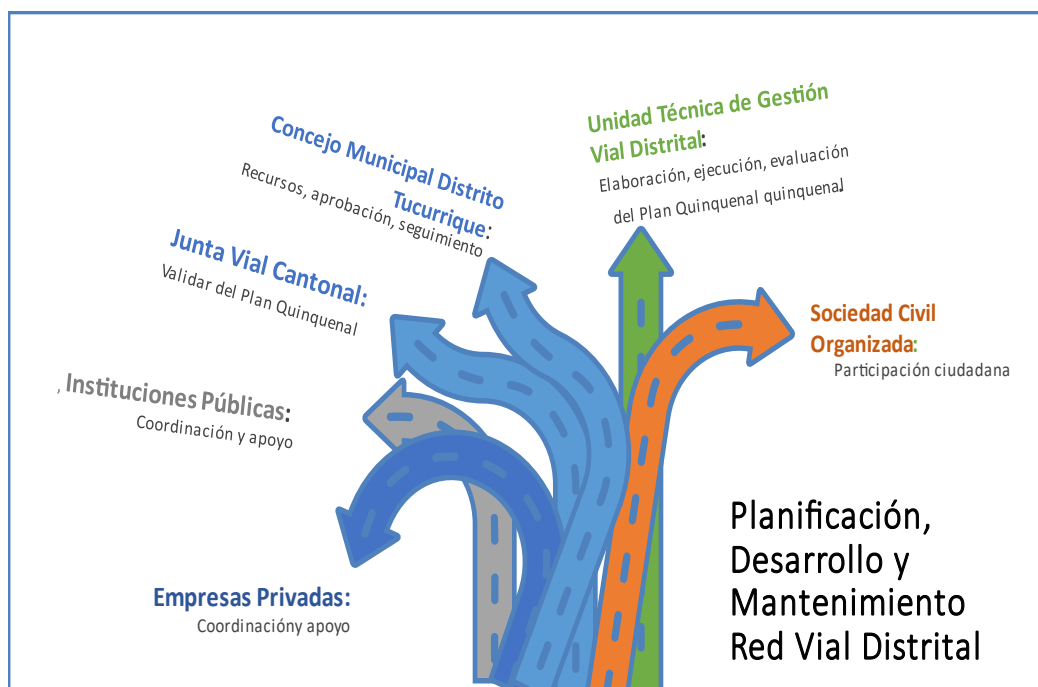 Unidad Técnica de Gestión
Vial Distrital:
Elaboración, ejecución, evaluación
del Plan Quinquenal quinquenal.
Concejo Municipal Distrito
Tucurrique:
Recursos, aprobación, seguimiento
Junta Vial Cantonal:
Validar del Plan Quinquenal
, Instituciones Públicas:
Coordinación y apoyo
Empresas Privadas:
Coordinacióny apoyo
Sociedad Civil
Organizada:
Participación ciudadana
Planificación,
Desarrollo y
Mantenimiento
Red Vial Distrital